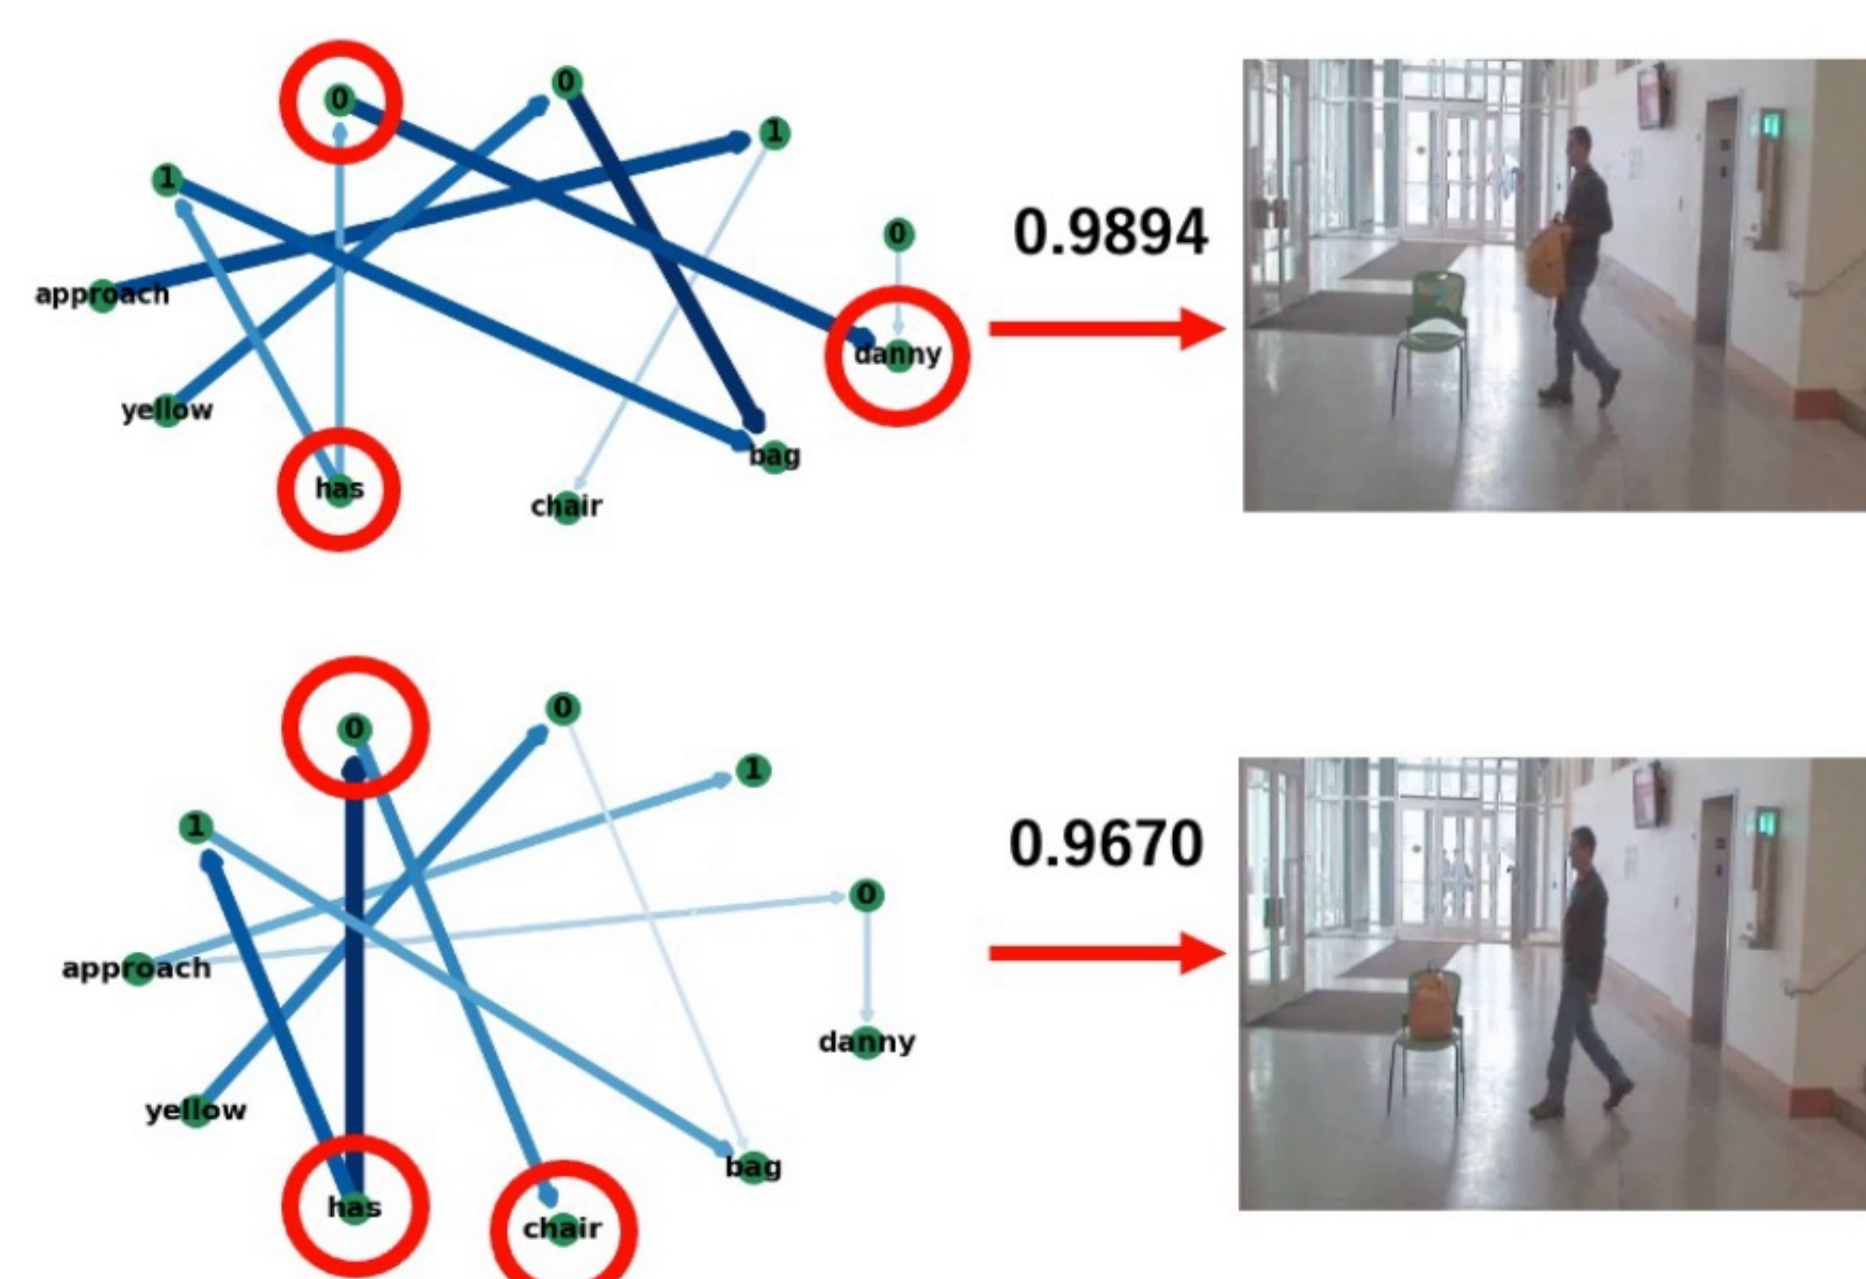 0
0
1
1
0
approach
danny
yellow
bag
has
chair
0.9894
0
0
1
1
0
approach
danny
yellow
bag
has
chair
0.9670